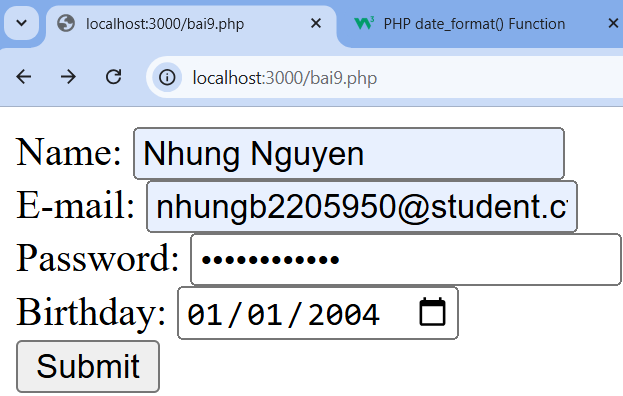 localhost:3000/bai9.php
PHP date_format() Function
localhost:3000/bai9.php
Name: Nhung Nguyen
E-mail: nhungb2205950@student.c
Password: ••••••••••••
Birthday: 01/01/2004
Submit